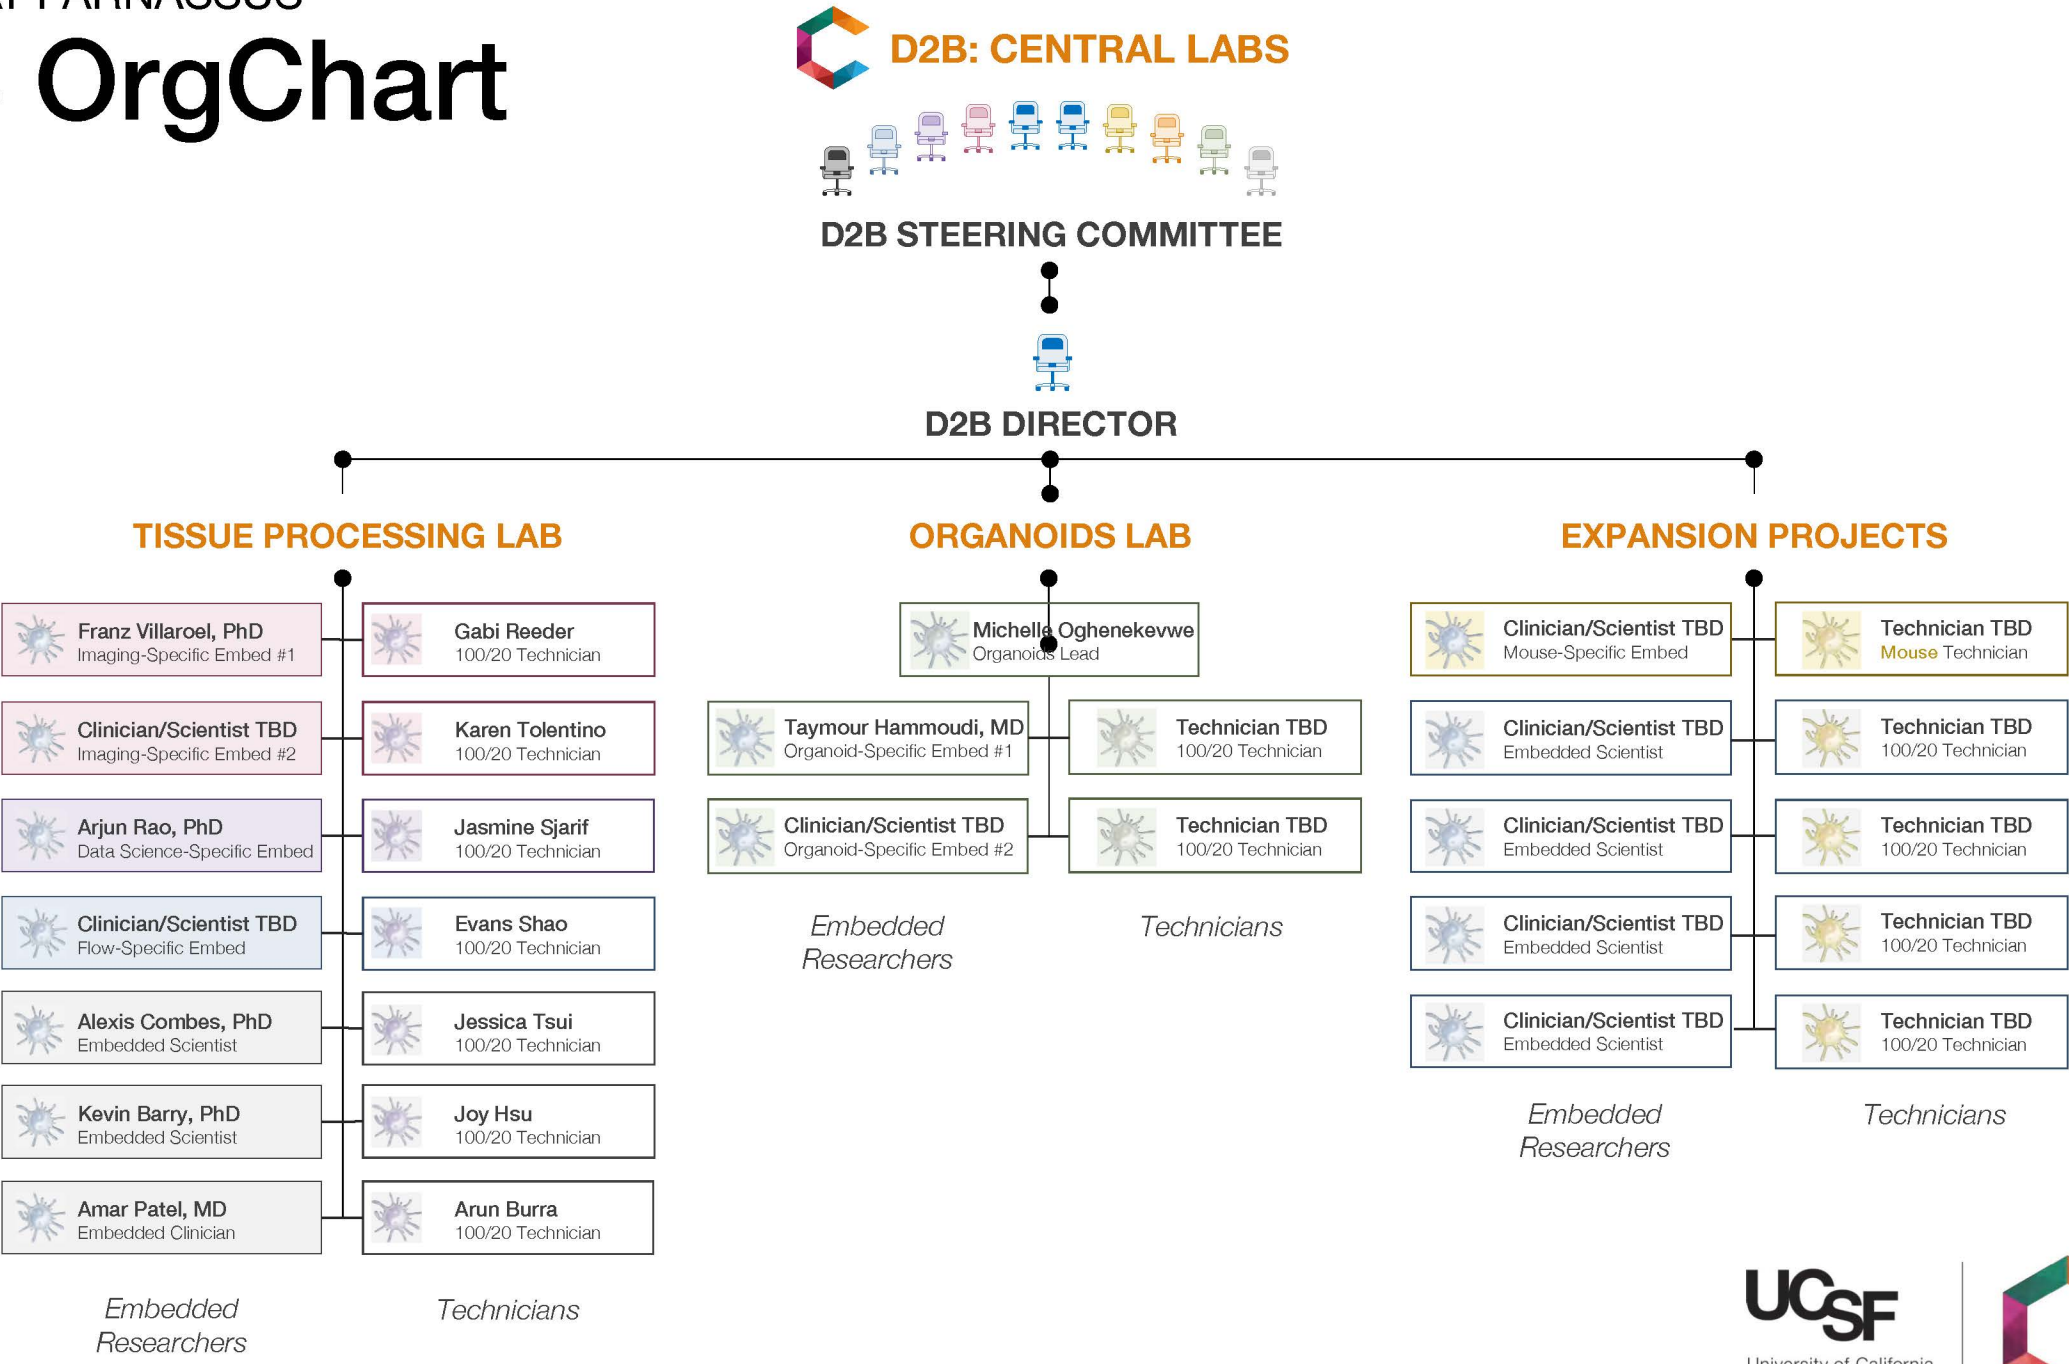 OrgChart
D2B: CENTRAL LABS
D2B STEERING COMMITTEE
D2B DIRECTOR
TISSUE PROCESSING LAB
Franz Villaroel, PhD
Imaging-Specific Embed #1
Gabi Reeder
100/20 Technician
Clinician/Scientist TBD
Imaging-Specific Embed #2
Karen Tolentino
100/20 Technician
Arjun Rao, PhD
Data Science-Specific Embed
Jasmine Sjarif
100/20 Technician
Clinician/Scientist TBD
Flow-Specific Embed
Evans Shao
100/20 Technician
Alexis Combes, PhD
Embedded Scientist
Jessica Tsui
100/20 Technician
Kevin Barry, PhD
Embedded Scientist
Joy Hsu
100/20 Technician
Amar Patel, MD
Embedded Clinician
Arun Burra
100/20 Technician
Embedded
Researchers
Technicians
ORGANOIDS LAB
Michelle Oghenekevwe
Organoids Lead
Taymour Hammoudi, MD
Organoid-Specific Embed #1
Technician TBD
100/20 Technician
Clinician/Scientist TBD
Organoid-Specific Embed #2
Technician TBD
100/20 Technician
Embedded
Researchers
Technicians
EXPANSION PROJECTS
Clinician/Scientist TBD
Mouse-Specific Embed
Technician TBD
Mouse Technician
Clinician/Scientist TBD
Embedded Scientist
Technician TBD
100/20 Technician
Clinician/Scientist TBD
Embedded Scientist
Technician TBD
100/20 Technician
Clinician/Scientist TBD
Embedded Scientist
Technician TBD
100/20 Technician
Clinician/Scientist TBD
Embedded Scientist
Technician TBD
100/20 Technician
Embedded
Researchers
Technicians
UCSF
University of California